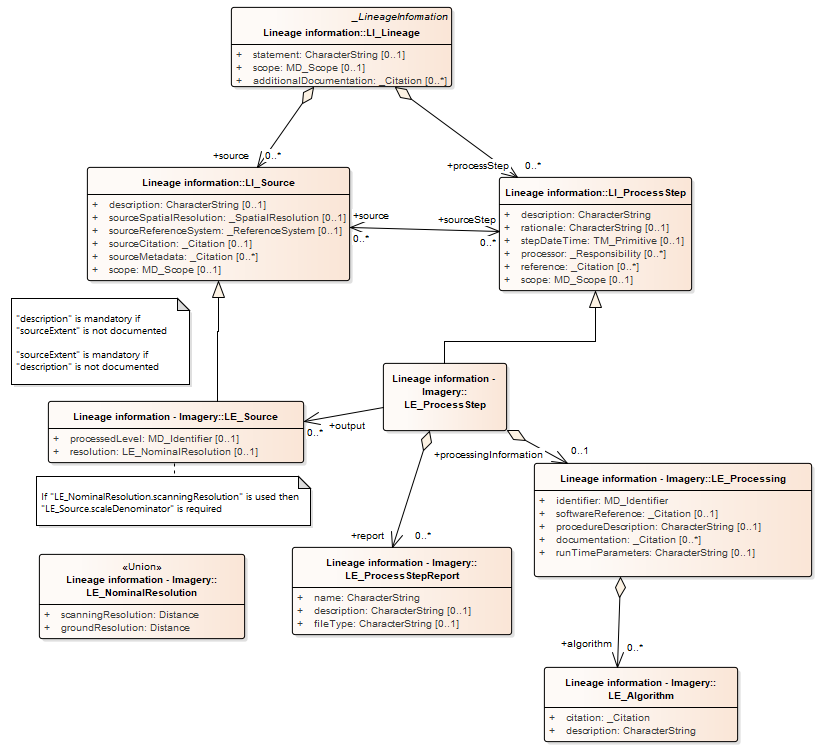 _LineageInformation
Lineage information::LI_Lineage
+ statement: CharacterString [0..1]
+ scope: MD_Scope [0..1]
+ additionalDocumentation: _Citation [0..*]
+source
0..*
+processStep
0..*
Lineage information::LI_Source
+ description: CharacterString [0..1]
+ sourceSpatialResolution: _SpatialResolution [0..1]
+ sourceReferenceSystem: _ReferenceSystem [0..1]
+ sourceCitation: _Citation [0..1]
+ sourceMetadata: _Citation [0..*]
+ scope: MD_Scope [0..1]
+source
0..*
+sourceStep
0..*
Lineage information::LI_ProcessStep
+ description: CharacterString
+ rationale: CharacterString [0..1]
+ stepDateTime: TM_Primitive [0..1]
+ processor: _Responsibility [0..*]
+ reference: _Citation [0..*]
+ scope: MD_Scope [0..1]
"description" is mandatory if
"sourceExtent" is not documented
"sourceExtent" is mandatory if
"description" is not documented
Lineage information -
Imagery::
LE_ProcessStep
Lineage information - Imagery::LE_Source
+ processedLevel: MD_Identifier [0..1]
+ resolution: LE_NominalResolution [0..1]
0..*
+output
+processingInformation
0..1
If "LE_NominalResolution.scanningResolution" is used then
"LE_Source.scaleDenominator" is required
Lineage information - Imagery::LE_Processing
+ identifier: MD_Identifier
+ softwareReference: _Citation [0..1]
+ procedureDescription: CharacterString [0..1]
+ documentation: _Citation [0..*]
+ runTimeParameters: CharacterString [0..1]
+report
0..*
«Union»
Lineage information - Imagery::
LE_NominalResolution
+ scanningResolution: Distance
+ groundResolution: Distance
Lineage information - Imagery::
LE_ProcessStepReport
+ name: CharacterString
+ description: CharacterString [0..1]
+ fileType: CharacterString [0..1]
+algorithm
0..*
Lineage information - Imagery::
LE_Algorithm
+ citation: _Citation
+ description: CharacterString